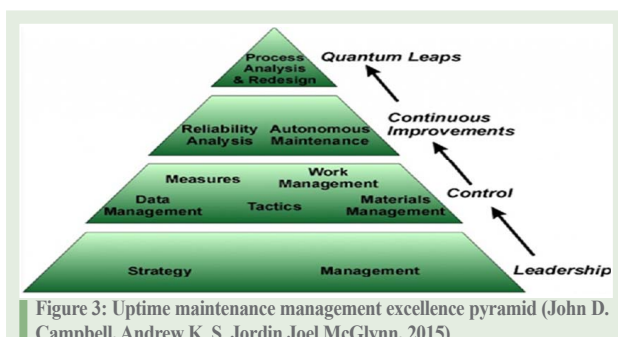 Process
Analysis
& Redesign
Quantum Leaps
Reliability
Analysis
Autonomous
Maintenance
Continuous
Improvements
Measures
Work
Management
Data
Management
Tactics
Materials
Management
Control
Strategy
Management
Leadership
Figure 3: Uptime maintenance management excellence pyramid (John D.
Campbell, Andrew K. S. Jordin Joel McGlynn, 2015)